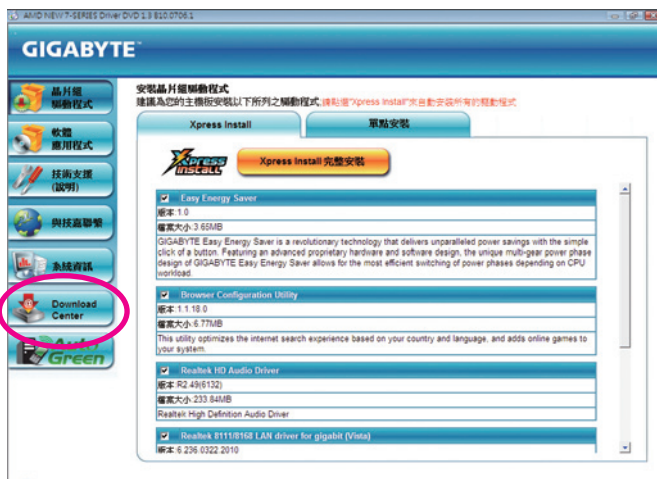 AMD NEW 7-SERIES Driver DVD 1.3 B10.0706.1
GIGABYTE™
晶片組
驅動程式
軟體
應用程式
技術支援
(說明)
與技嘉聯繫
系統資訊
Download
Center
Auto
Green
安裝晶片組驅動程式
建議為您的主機板安裝以下所列之驅動程式,請點選"Xpress Install"來自動安裝所有的驅動程式
Xpress Install
單點安裝
Xpress
INSTALL
Xpress Install 完整安裝
Easy Energy Saver
版本:1.0
檔案大小:3.65MB
GIGABYTE Easy Energy Saver is a revolutionary technology that delivers unparalleled power savings with the simple
click of a button. Featuring an advanced proprietary hardware and software design, the unique multi-gear power phase
design of GIGABYTE Easy Energy Saver allows for the most efficient switching of power phases depending on CPU
workload.
Browser Configuration Utility
版本:1.1.18.0
檔案大小:6.77MB
This utility optimizes the internet search experience based on your country and language, and adds online games to
your system.
Realtek HD Audio Driver
版本:R2.49(6132)
檔案大小:233.84MB
Realtek High Definition Audio Driver
Realtek 8111/8168 LAN driver for gigabit (Vista)
版本:6.236.0322.2010